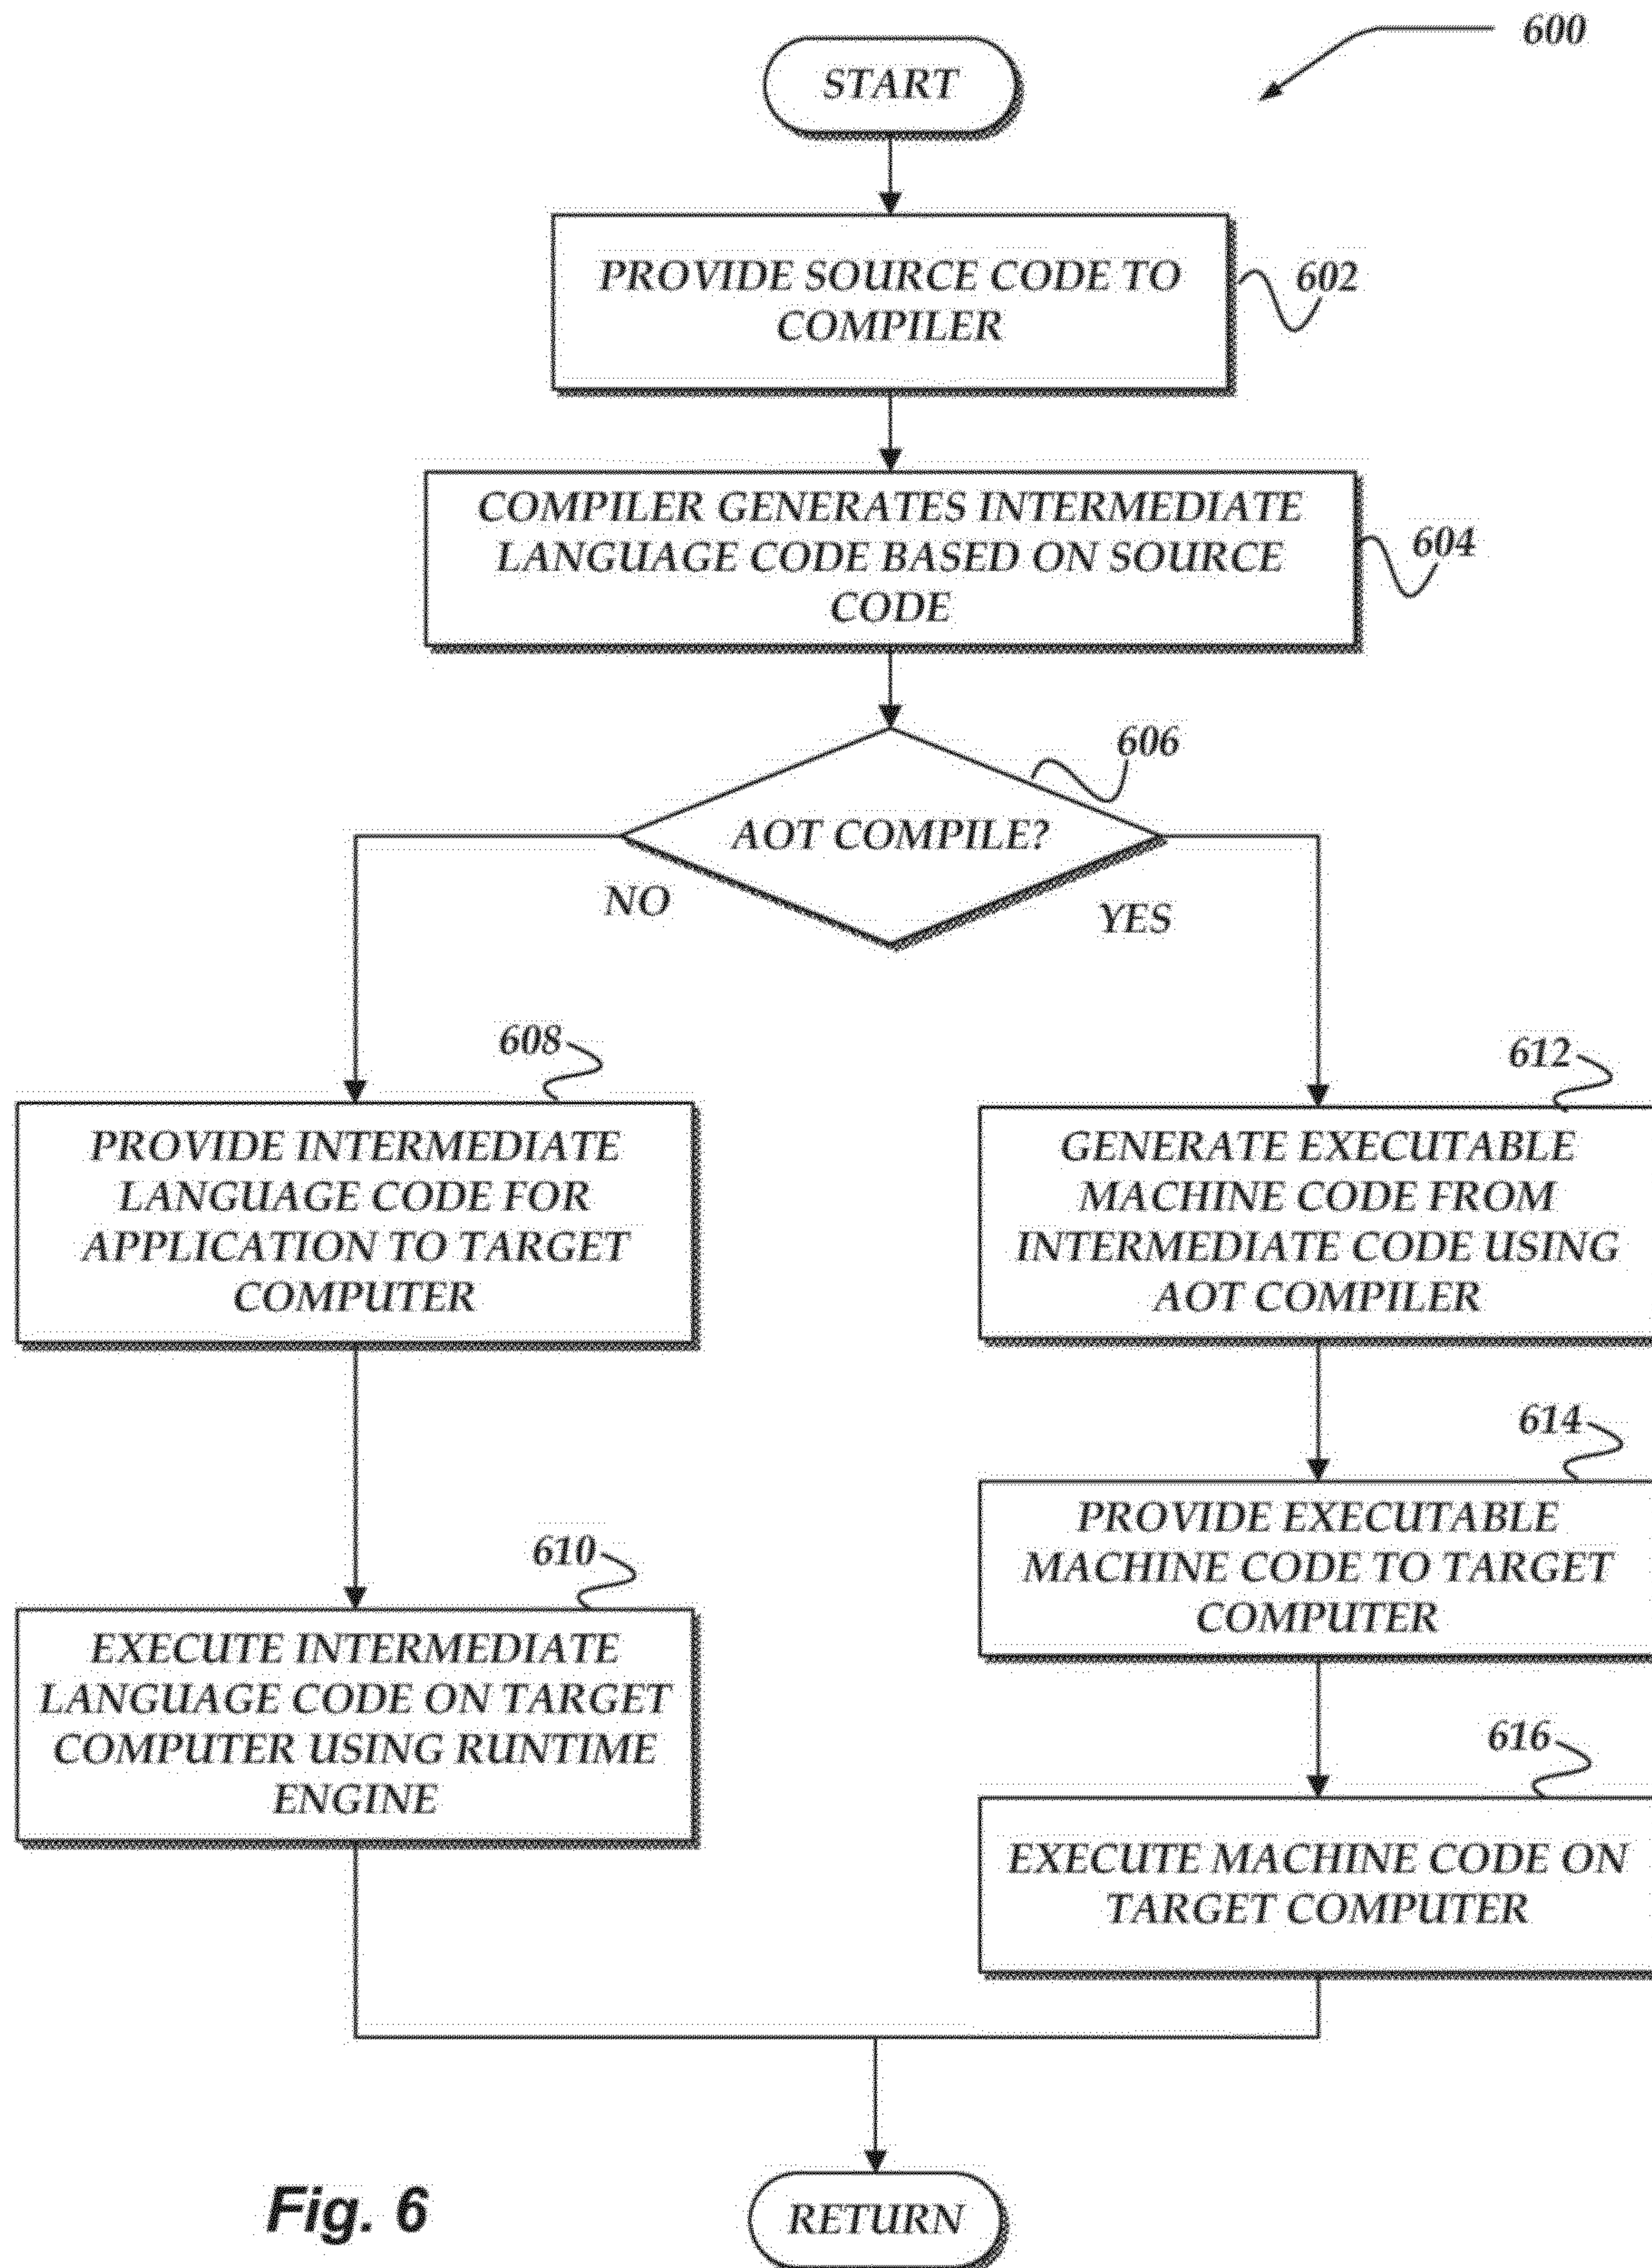 600
START
PROVIDE SOURCE CODE TO
COMPILER
602
COMPILER GENERATES INTERMEDIATE
LANGUAGE CODE BASED ON SOURCE
CODE
604
606
AOT COMPILE?
NO
YES
608
PROVIDE INTERMEDIATE
LANGUAGE CODE FOR
APPLICATION TO TARGET
COMPUTER
610
EXECUTE INTERMEDIATE
LANGUAGE CODE ON TARGET
COMPUTER USING RUNTIME
ENGINE
612
GENERATE EXECUTABLE
MACHINE CODE FROM
INTERMEDIATE CODE USING
AOT COMPILER
614
PROVIDE EXECUTABLE
MACHINE CODE TO TARGET
COMPUTER
616
EXECUTE MACHINE CODE ON
TARGET COMPUTER
RETURN
Fig. 6